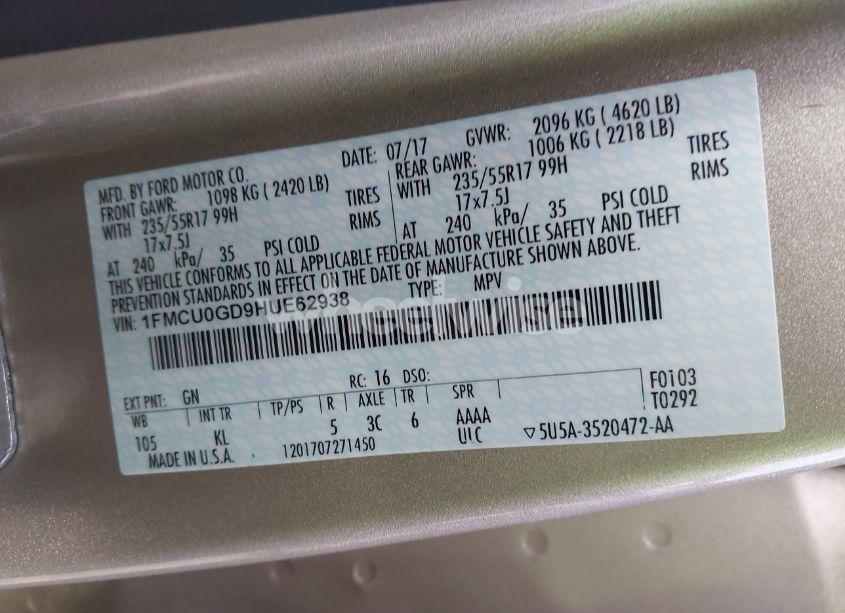 MFD. BY FORD MOTOR CO. DATE: 07/17 GVWR: 2096 KG ( 4620 LB)
FRONT GAWR: 1098 KG ( 2420 LB) REAR GAWR: 1006 KG ( 2218 LB)
WITH 235/55R17 99H TIRES WITH 235/55R17 99H TIRES
17x7.5J RIMS 17x7.5J RIMS
AT 240 kPa/ 35 PSI COLD AT 240 kPa/ 35 PSI COLD
THIS VEHICLE CONFORMS TO ALL APPLICABLE FEDERAL MOTOR VEHICLE SAFETY AND THEFT
PREVENTION STANDARDS IN EFFECT ON THE DATE OF MANUFACTURE SHOWN ABOVE.
VIN: 1FMCU0GD9HUE62938 TYPE: MPV
wheelwise
EXT PNT: GN RC: 16 DSO: F0103
WB INT TR TP/PS R AXLE TR SPR T0292
105 KL 5 3C 6 AAAA
MADE IN U.S.A. 1201707271450 UIC ▽5U5A-3520472-AA